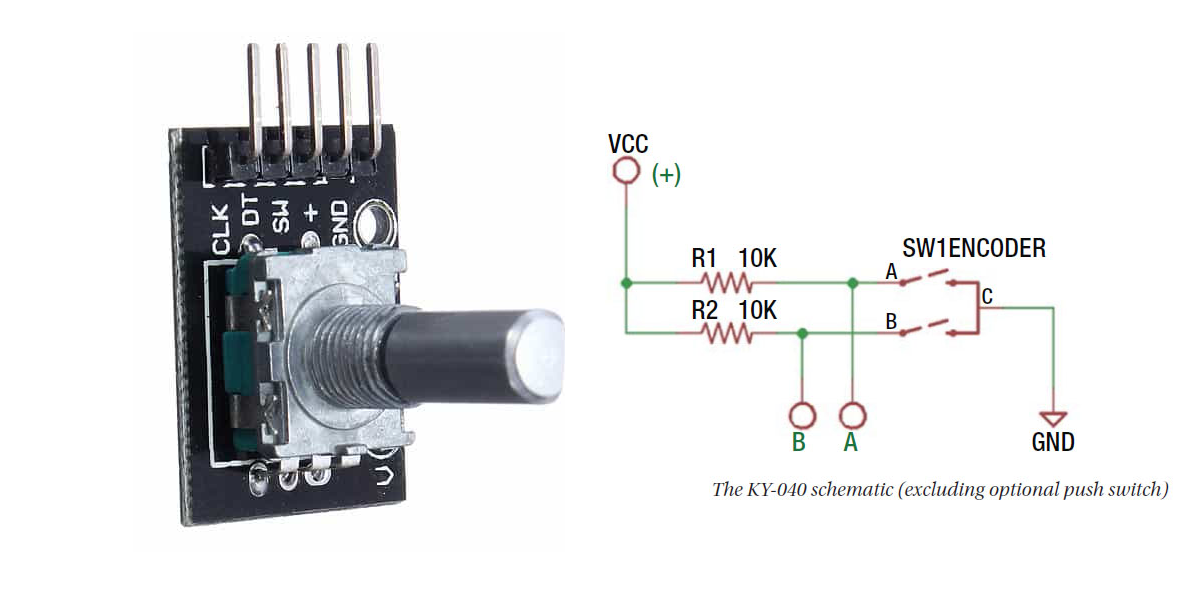 CLK
DT
SW
+
GND
VCC
(+)
R1 10K
R2 10K
SW1ENCODER
A
B
C
B
A
GND
The KY-040 schematic (excluding optional push switch)